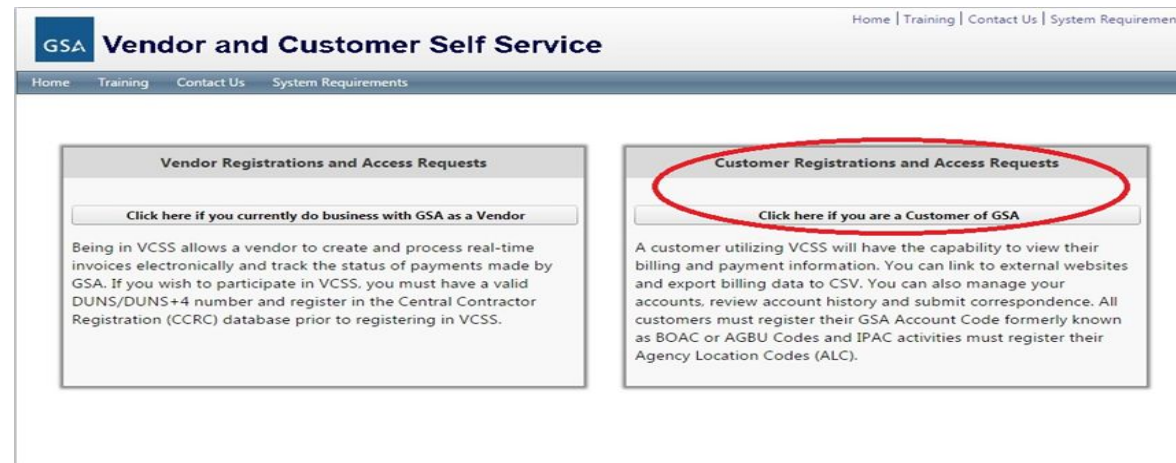 Home | Training | Contact Us | System Requiremen
GSA Vendor and Customer Self Service
Home Training Contact Us System Requirements
Vendor Registrations and Access Requests
Click here if you currently do business with GSA as a Vendor
Being in VCSS allows a vendor to create and process real-time
invoices electronically and track the status of payments made by
GSA. If you wish to participate in VCSS, you must have a valid
DUNS/DUNS+4 number and register in the Central Contractor
Registration (CCRC) database prior to registering in VCSS.
Customer Registrations and Access Requests
Click here if you are a Customer of GSA
A customer utilizing VCSS will have the capability to view their
billing and payment information. You can link to external websites
and export billing data to CSV. You can also manage your
accounts, review account history and submit correspondence. All
customers must register their GSA Account Code formerly known
as BOAC or AGBU Codes and IPAC activities must register their
Agency Location Codes (ALC).